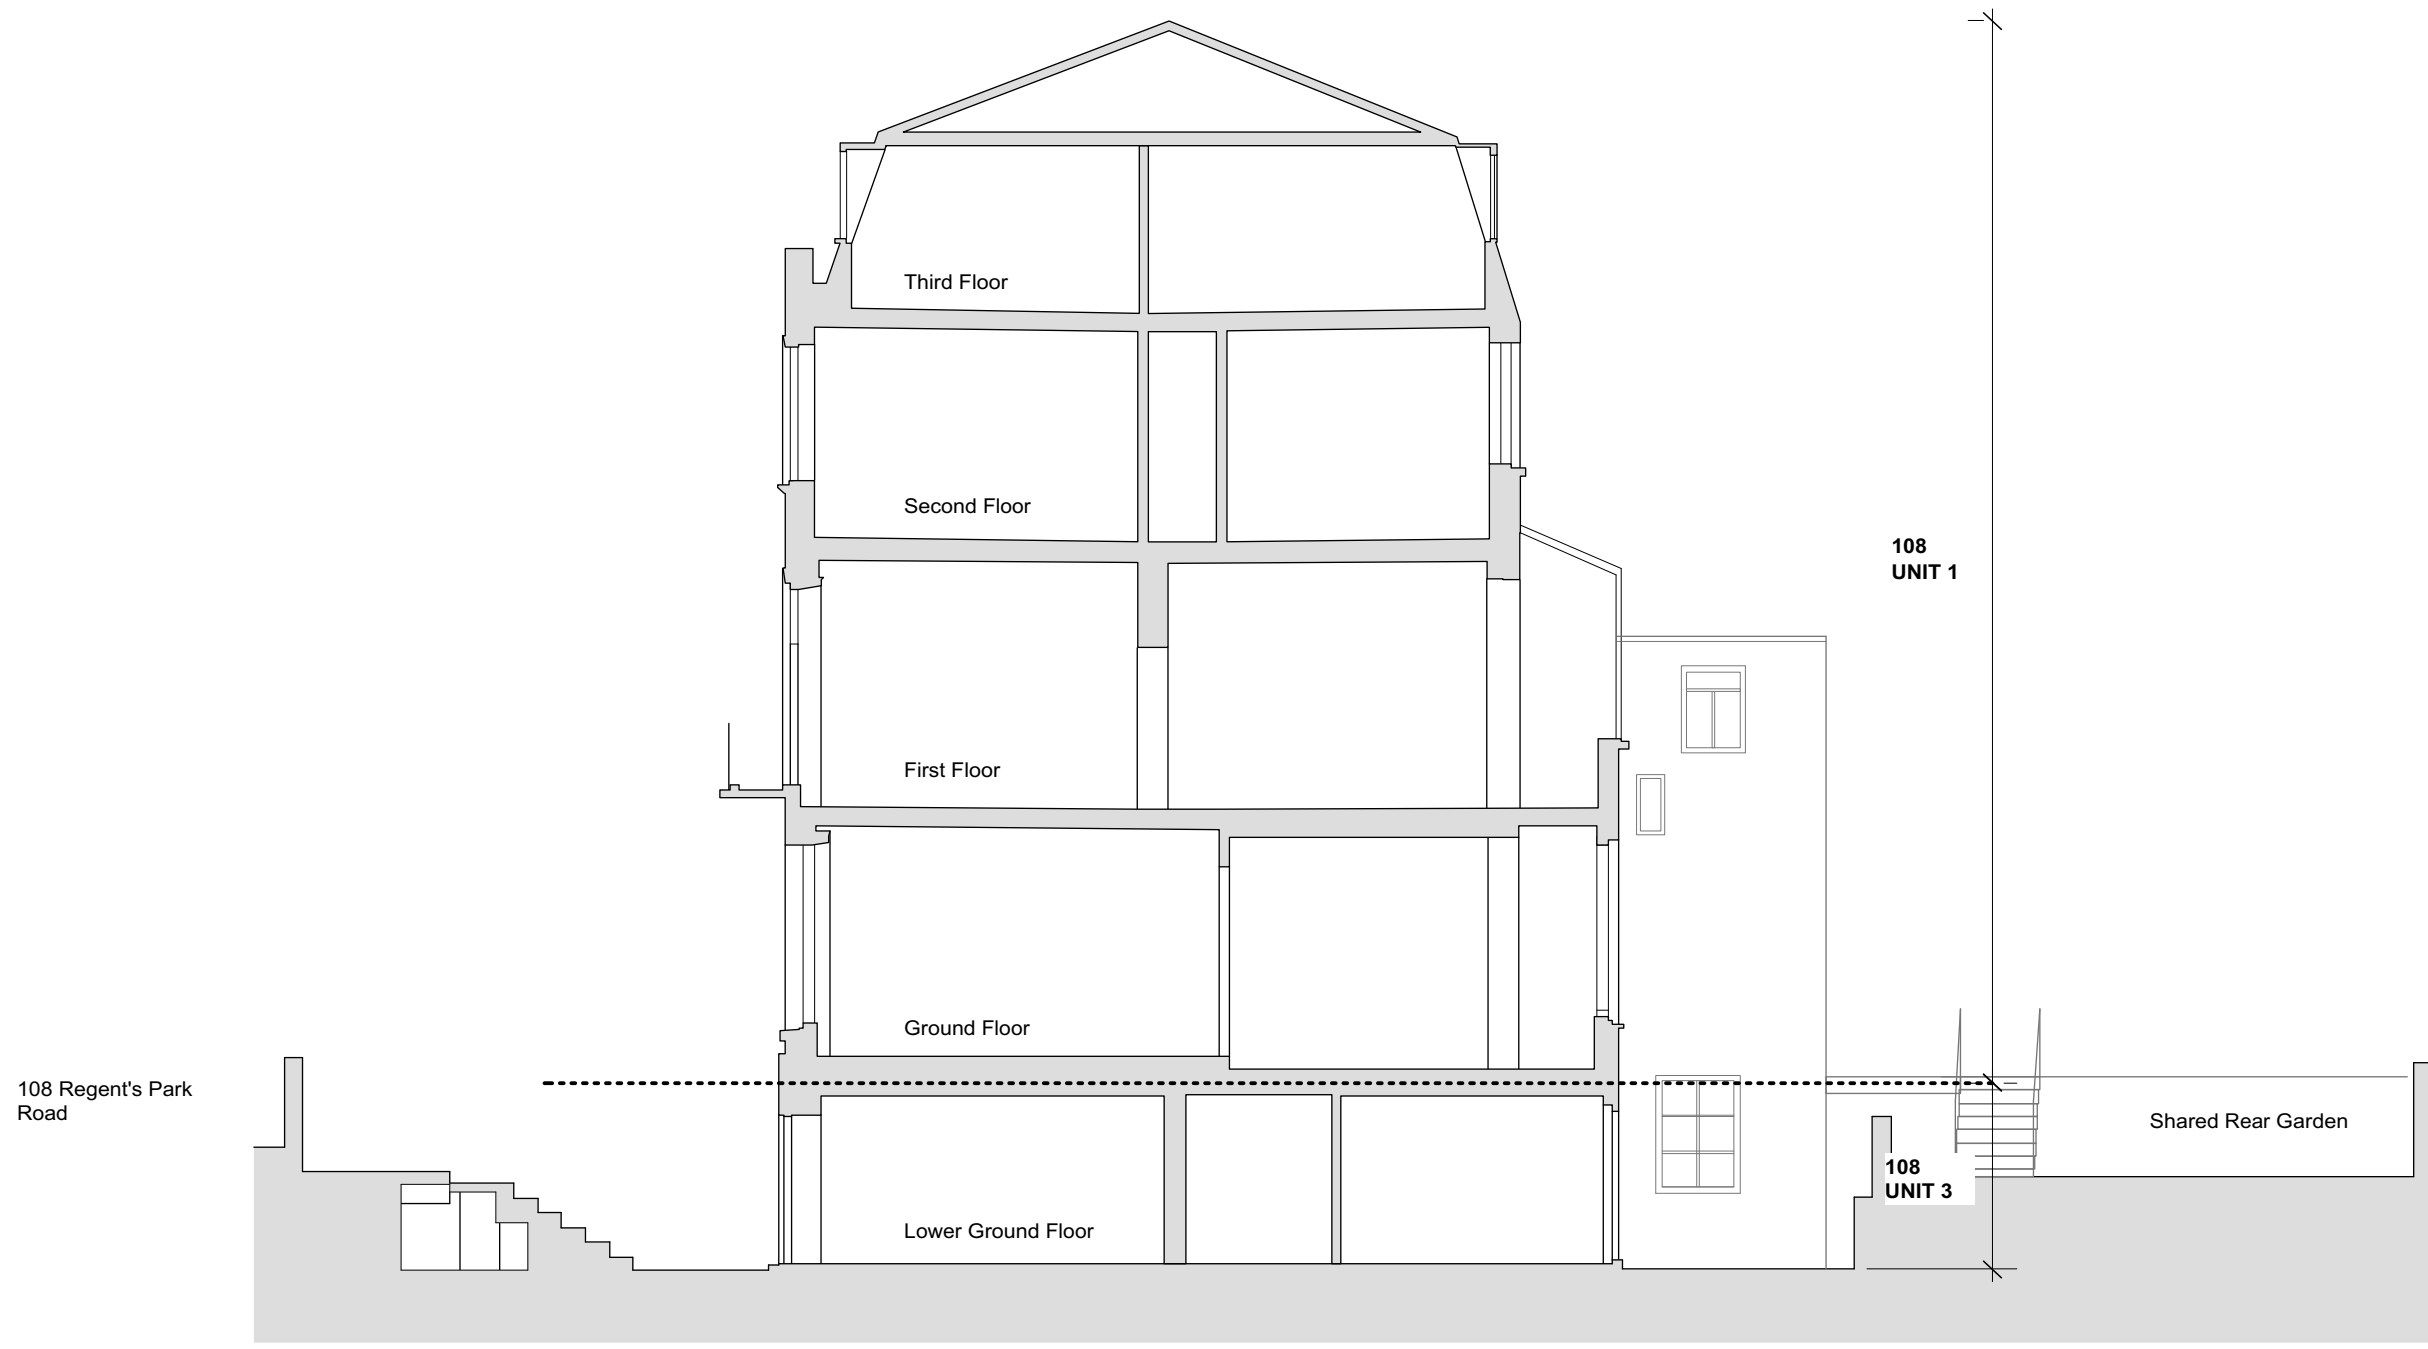 Third Floor
Second Floor
108
UNIT 1
First Floor
Ground Floor
108 Regent's Park
Road
Shared Rear Garden
108
UNIT 3
Lower Ground Floor